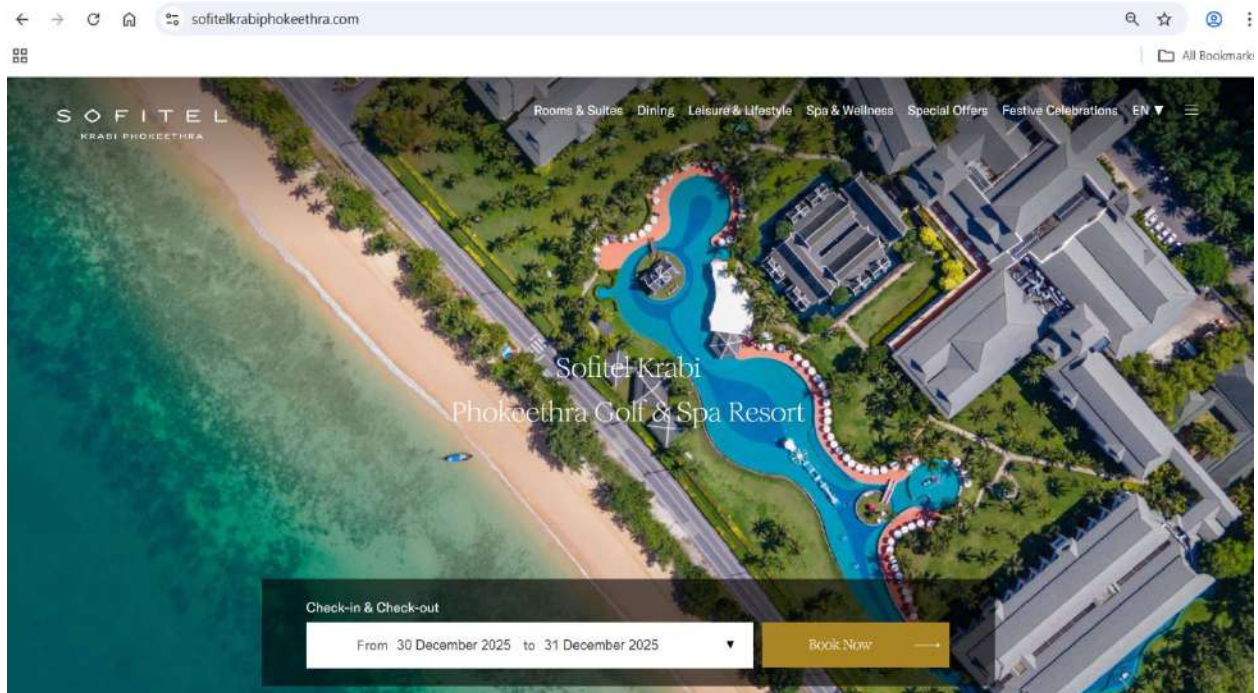 sofitelkrabiphokeethra.com
All Bookmarks
SOFITEL
KRABI PHOKEETHRA
Rooms & Suites Dining Leisure & Lifestyle Spa & Wellness Special Offers Festive Celebrations EN ▼
Sofitel Krabi
Phokeethra Golf & Spa Resort
Check-in & Check-out
From 30 December 2025 to 31 December 2025 ▼
Book Now